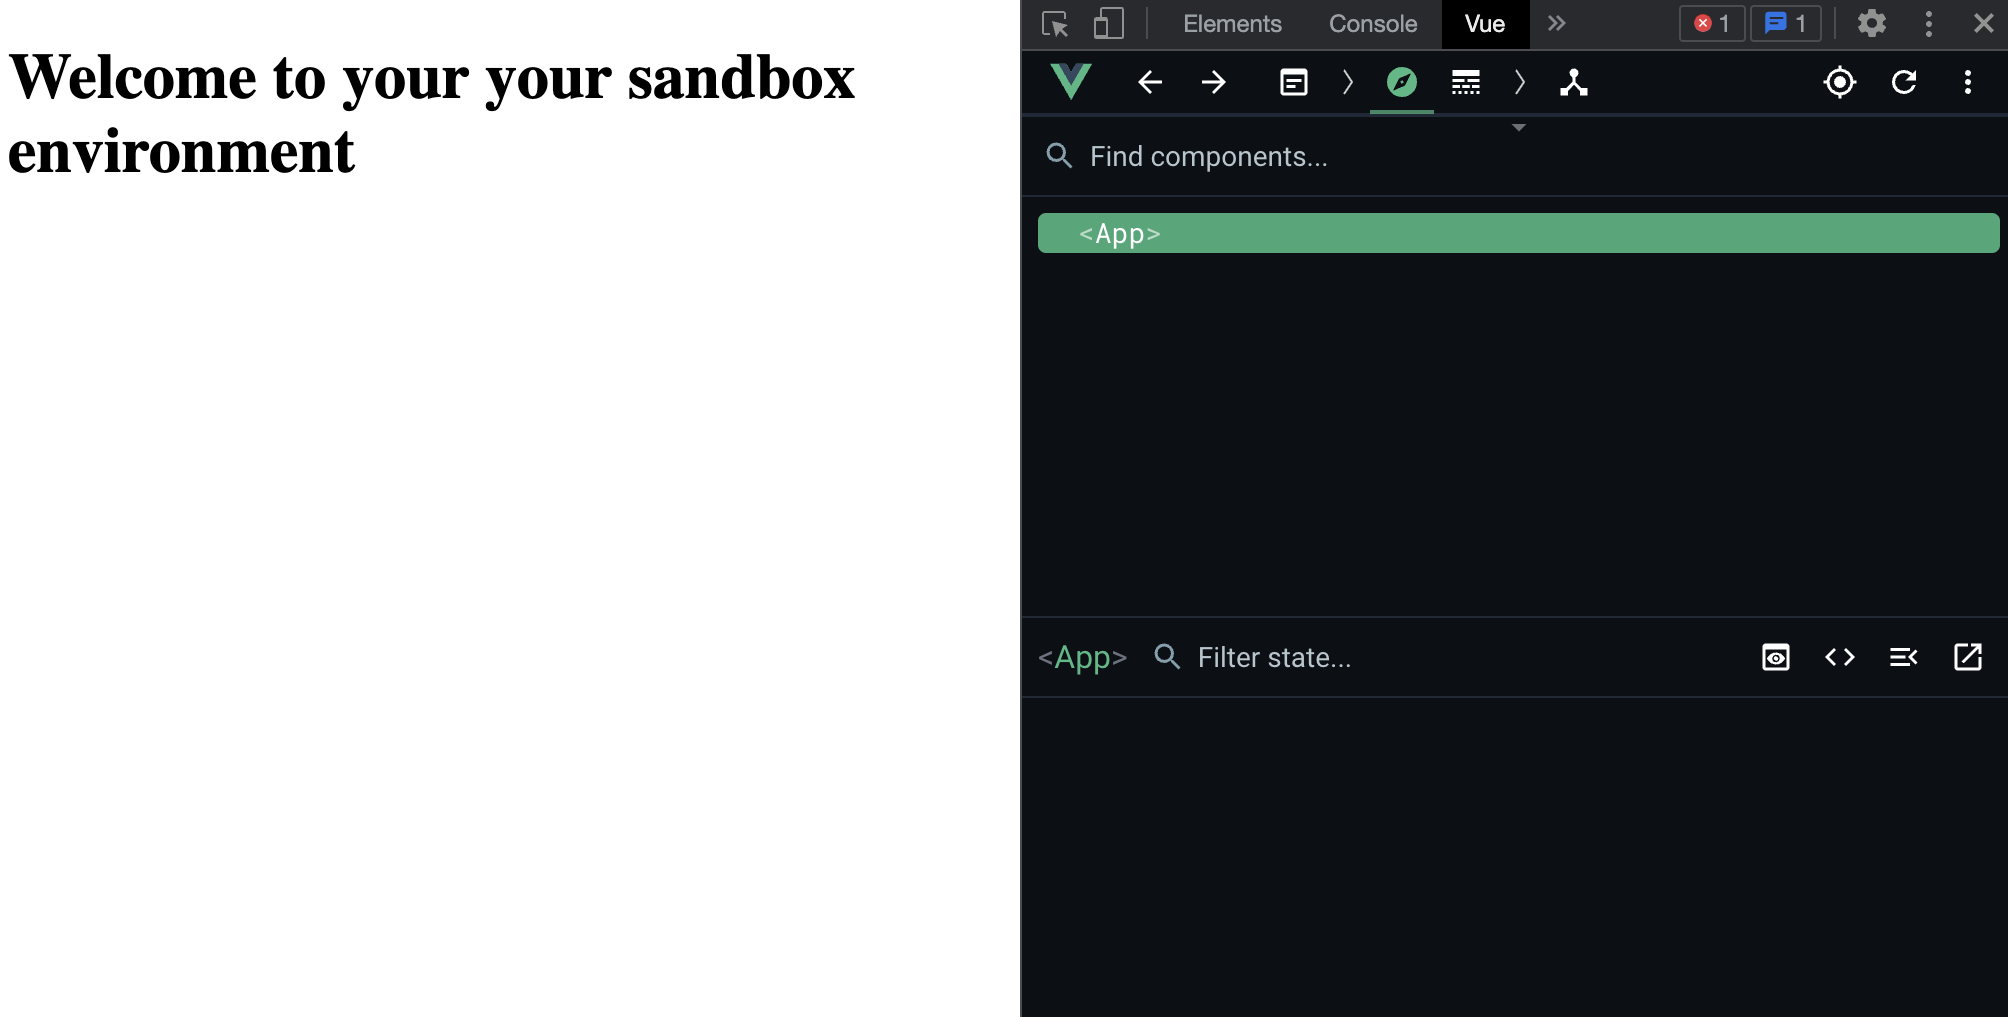 Welcome to your your sandbox
environment
Elements Console Vue 1 1
Find components...
<App>
<App> Filter state...